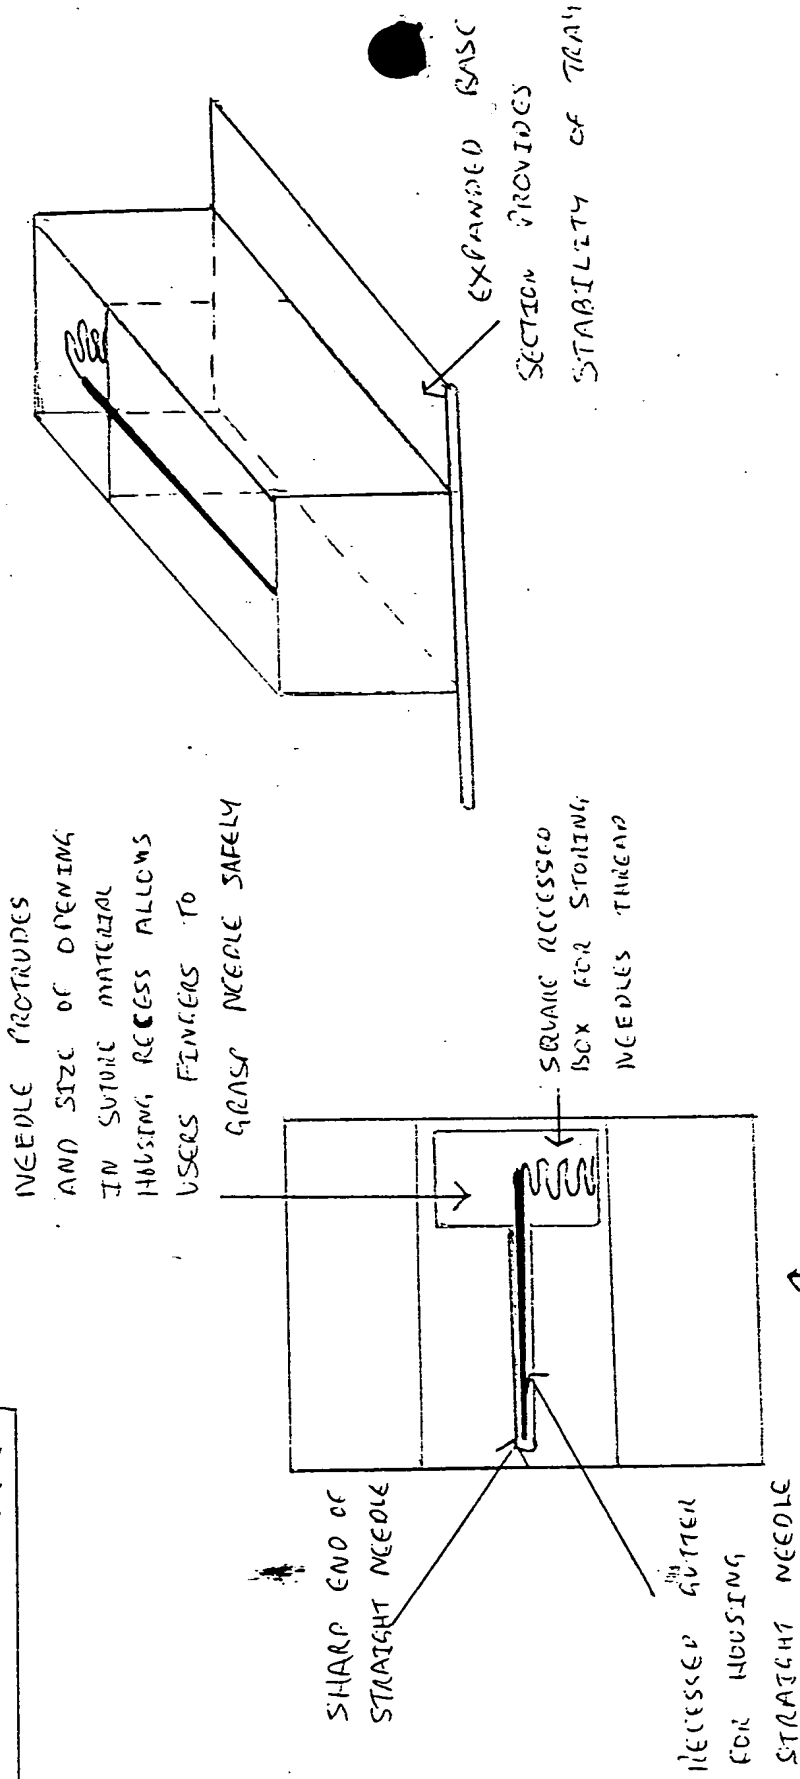 NEEDLE PROTRUDES
AND SIZE OF OPENING
IN SUTURE MATERIAL
HOUSING RECESS ALLOWS
USERS FINGERS TO
GRASP NEEDLE SAFELY
EXPANDED BASE
SECTION PROVIDES
STABILITY OF TRAY
SHARP END OF
STRAIGHT NEEDLE
SQUARE RECESSED
BOX FOR STORING
NEEDLES THREAD
RECESSED GUTTER
FOR HOUSING
STRAIGHT NEEDLE